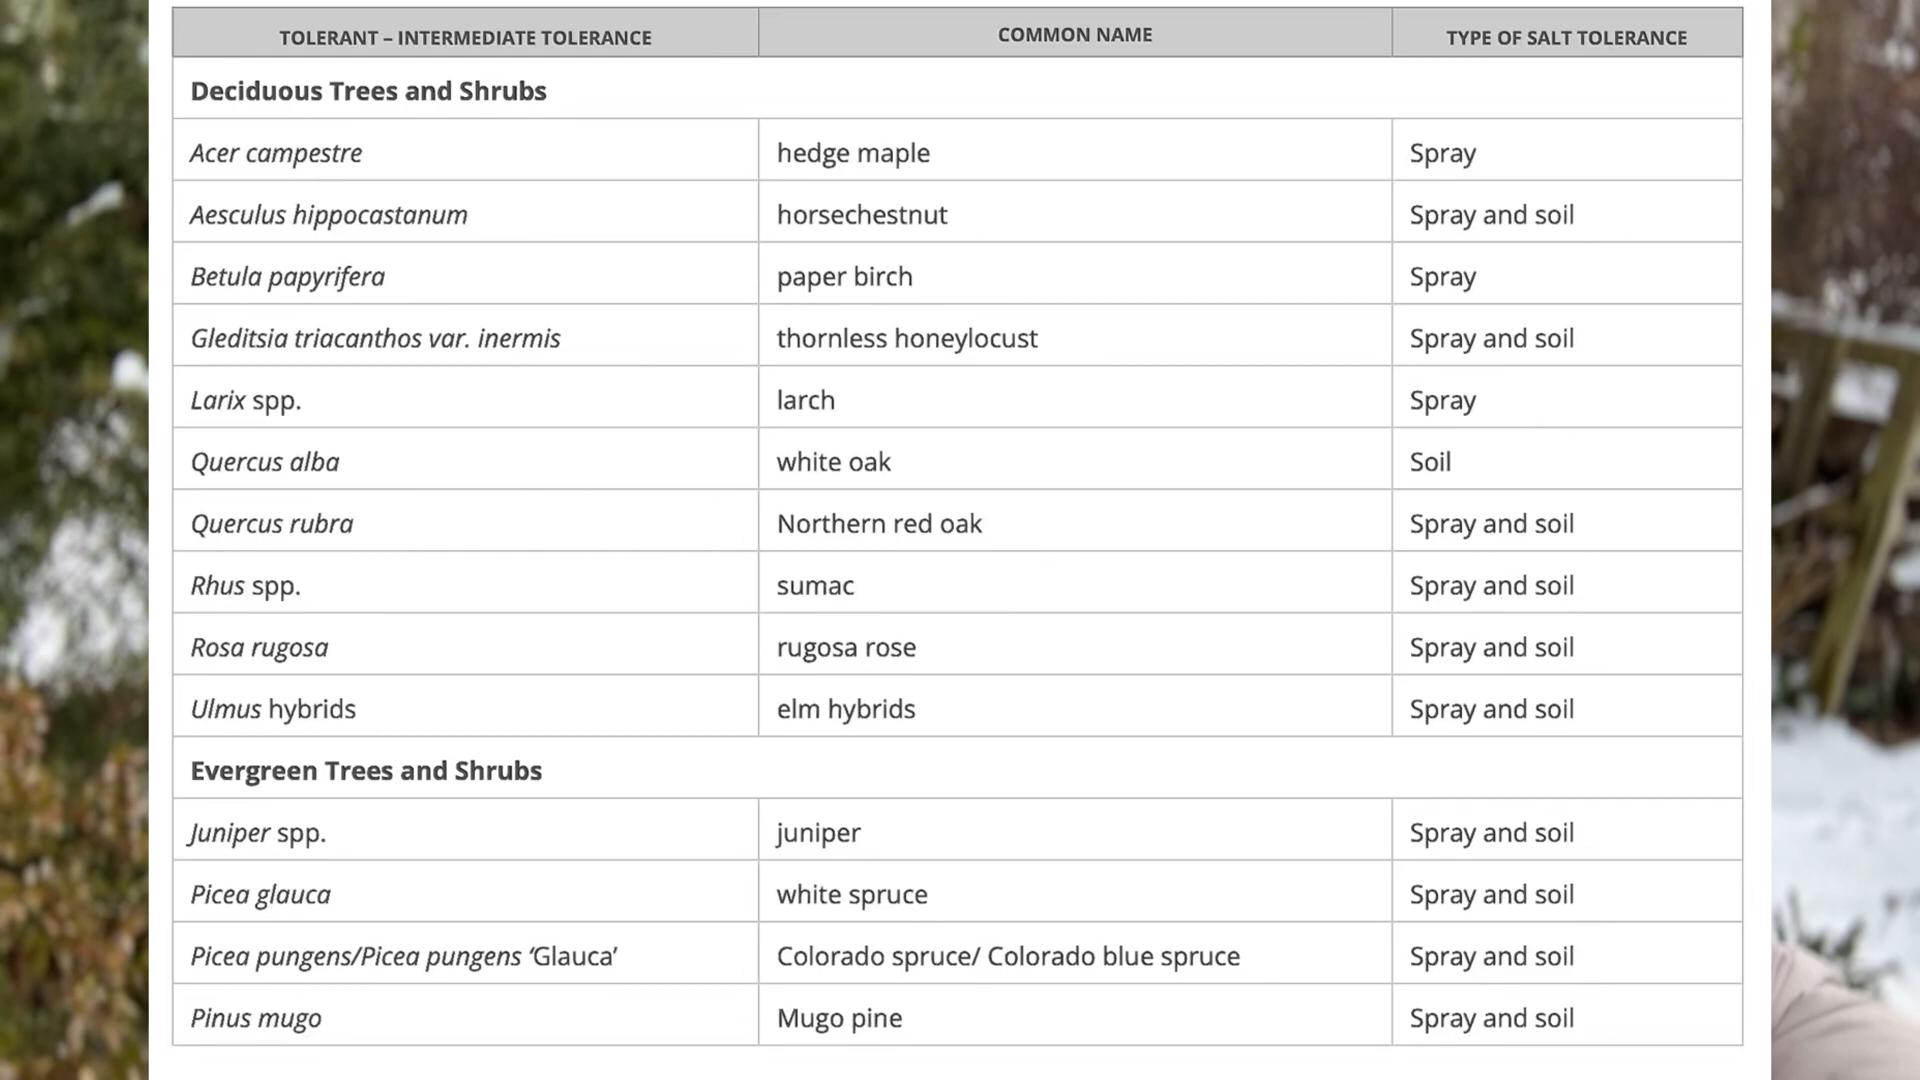 TOLERANT – INTERMEDIATE TOLERANCE COMMON NAME TYPE OF SALT TOLERANCE
Deciduous Trees and Shrubs
Acer campestre hedge maple Spray
Aesculus hippocastanum horsechestnut Spray and soil
Betula papyrifera paper birch Spray
Gleditsia triacanthos var. inermis thornless honeylocust Spray and soil
Larix spp. larch Spray
Quercus alba white oak Soil
Quercus rubra Northern red oak Spray and soil
Rhus spp. sumac Spray and soil
Rosa rugosa rugosa rose Spray and soil
Ulmus hybrids elm hybrids Spray and soil
Evergreen Trees and Shrubs
Juniper spp. juniper Spray and soil
Picea glauca white spruce Spray and soil
Picea pungens/Picea pungens ‘Glauca’ Colorado spruce/ Colorado blue spruce Spray and soil
Pinus mugo Mugo pine Spray and soil